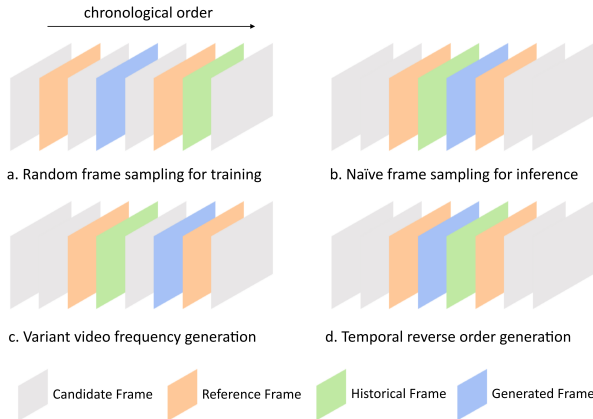 chronological order
a. Random frame sampling for training
b. Naïve frame sampling for inference
c. Variant video frequency generation
d. Temporal reverse order generation
Candidate Frame
Reference Frame
Historical Frame
Generated Frame